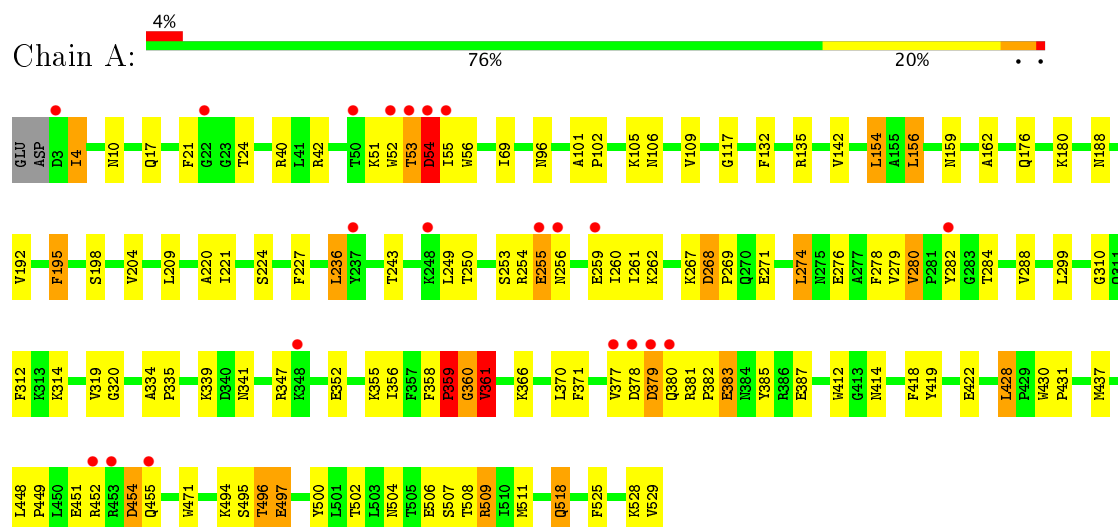 4%
Chain A:
76% 20% • •
GLU ASP D3 I4 N10 Q17 F21 G22 G23 T24 R40 L41 R42 T50 K51 W52 T53 D54 I55 W56 I69 N96 A101 P102 K105 N106 V109 G117 F132 R135 V142 L154 A155 L156 N159 A162 Q176 K180 N188
V192 F195 S198 V204 L209 A220 I221 S224 F227 L236 Y237 T243 K248 L249 T250 S253 R254 E255 N256 E259 I260 I261 K262 K267 D268 P269 Q270 E271 L274 N275 E276 A277 F278 V279 V280 P281 Y282 G283 T284 V288 L299 G310 Q311
F312 K313 K314 V319 G320 A334 P335 K339 D340 N341 R347 K348 E352 K355 I356 F357 F358 P359 G360 V361 K366 L370 F371 V377 D378 D379 Q380 R381 P382 E383 N384 Y385 R386 E387 W412 G413 N414 F418 Y419 E422 L428 P429 W430 P431 M437
L448 P449 L450 E451 R452 R453 D454 Q455 W471 K494 S495 T496 E497 Y500 L501 T502 L503 N504 T505 E506 S507 T508 R509 I510 M511 Q518 F525 K528 V529